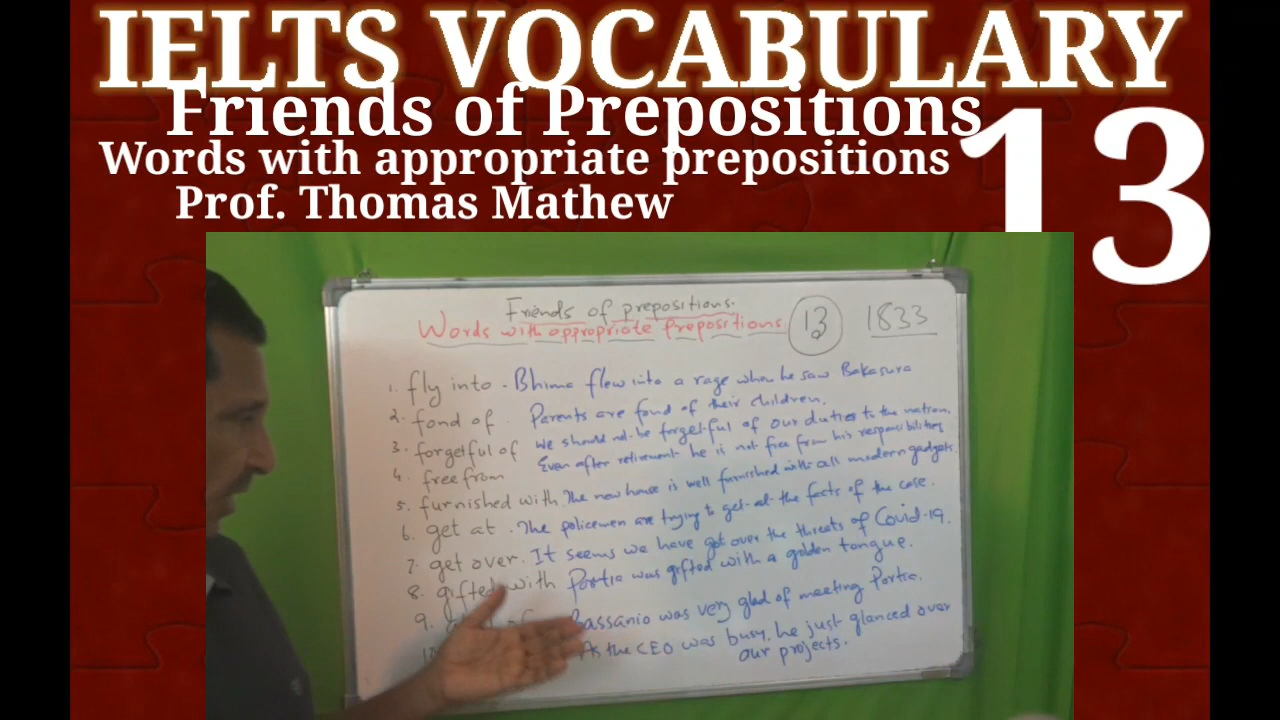 IELTS VOCABULARY
Friends of Prepositions
13
Words with appropriate prepositions
Prof. Thomas Mathew
Friends of prepositions.
Words with appropriate Prepositions
13
1833
1. fly into - Bhima flew into a rage when he saw Bakasura
2. fond of. Parents are fond of their children.
3. forgetful of We should not be forgetful of our duties to the nation.
4. free from Even after retirement he is not free from his responsibilities
5. furnished with. The new house is well furnished with all modern gadgets
6. get at. The policemen are trying to get at the facts of the case.
7. get over. It seems we have got over the threats of Covid-19.
8. gifted with Portia was gifted with a golden tongue.
9. Bassanio was very glad of meeting Portia.
As the CEO was busy, he just glanced over
our projects.